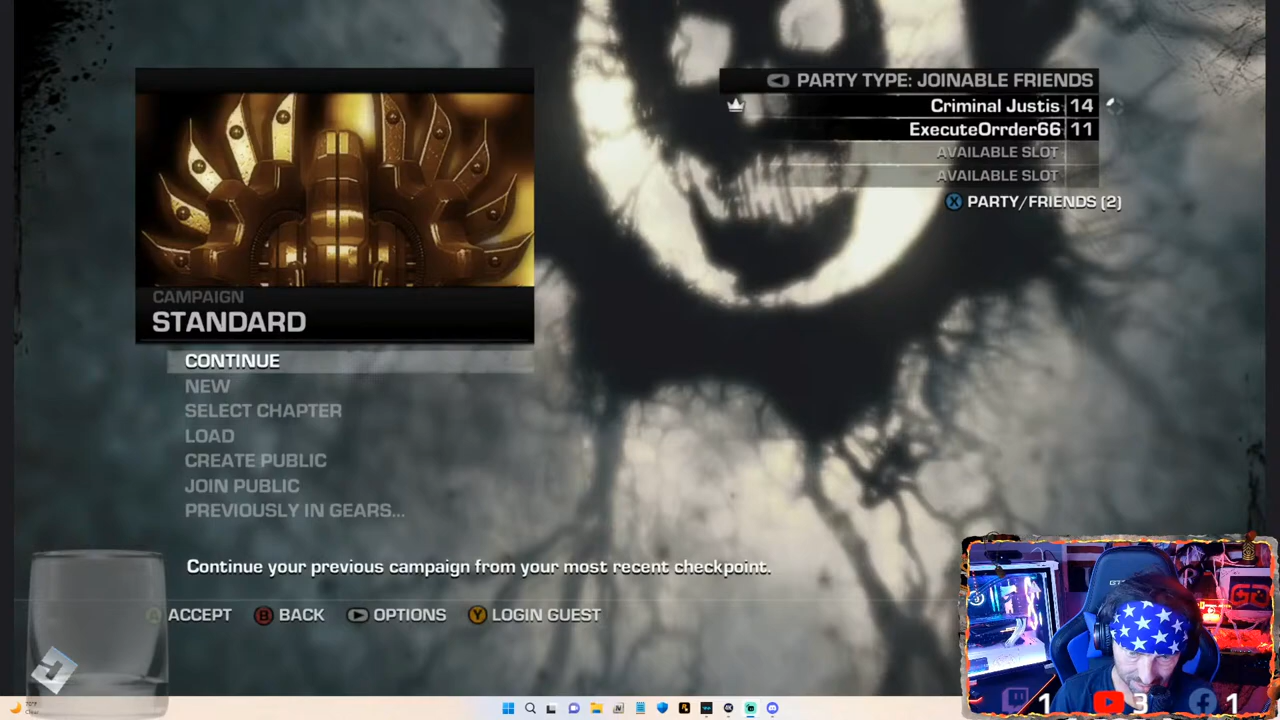 PARTY TYPE: JOINABLE FRIENDS
Criminal Justis 14
ExecuteOrrder66 11
AVAILABLE SLOT
AVAILABLE SLOT
X PARTY/FRIENDS (2)
CAMPAIGN
STANDARD
CONTINUE
NEW
SELECT CHAPTER
LOAD
CREATE PUBLIC
JOIN PUBLIC
PREVIOUSLY IN GEARS...
Continue your previous campaign from your most recent checkpoint.
A ACCEPT B BACK OPTIONS Y LOGIN GUEST
1 3 1